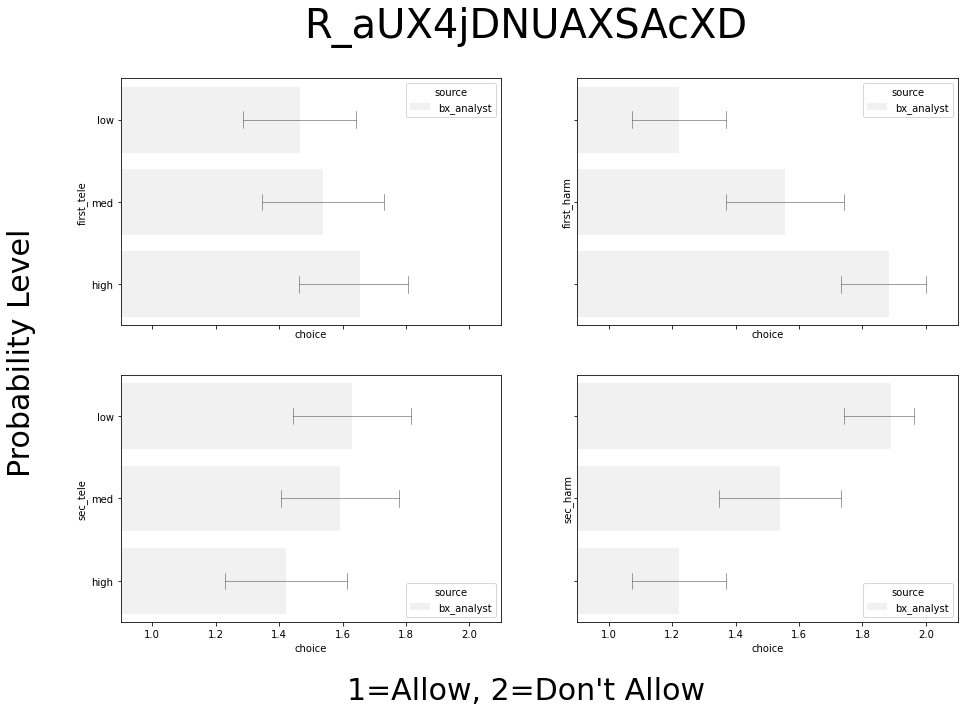 R_aUX4jDNUAXSAcXD
Probability Level
first_tele
low
med
high
source
bx_analyst
choice
first_harm
source
bx_analyst
choice
sec_tele
low
med
high
source
bx_analyst
1.0 1.2 1.4 1.6 1.8 2.0
choice
sec_harm
source
bx_analyst
1.0 1.2 1.4 1.6 1.8 2.0
choice
1=Allow, 2=Don't Allow